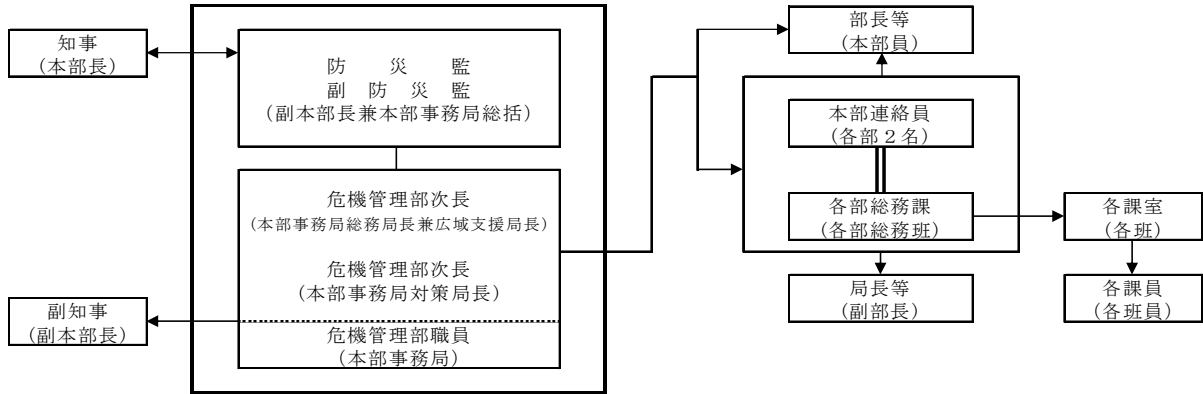 知事
(本部長)
防災監
副防災監
(副本部長兼本部事務局総括)
危機管理部次長
(本部事務局総務局長兼広域支援局長)
危機管理部次長
(本部事務局対策局長)
危機管理部職員
(本部事務局)
副知事
(副本部長)
部長等
(本部員)
本部連絡員
(各部2名)
各部総務課
(各部総務班)
局長等
(副部長)
各課室
(各班)
各課員
(各班員)